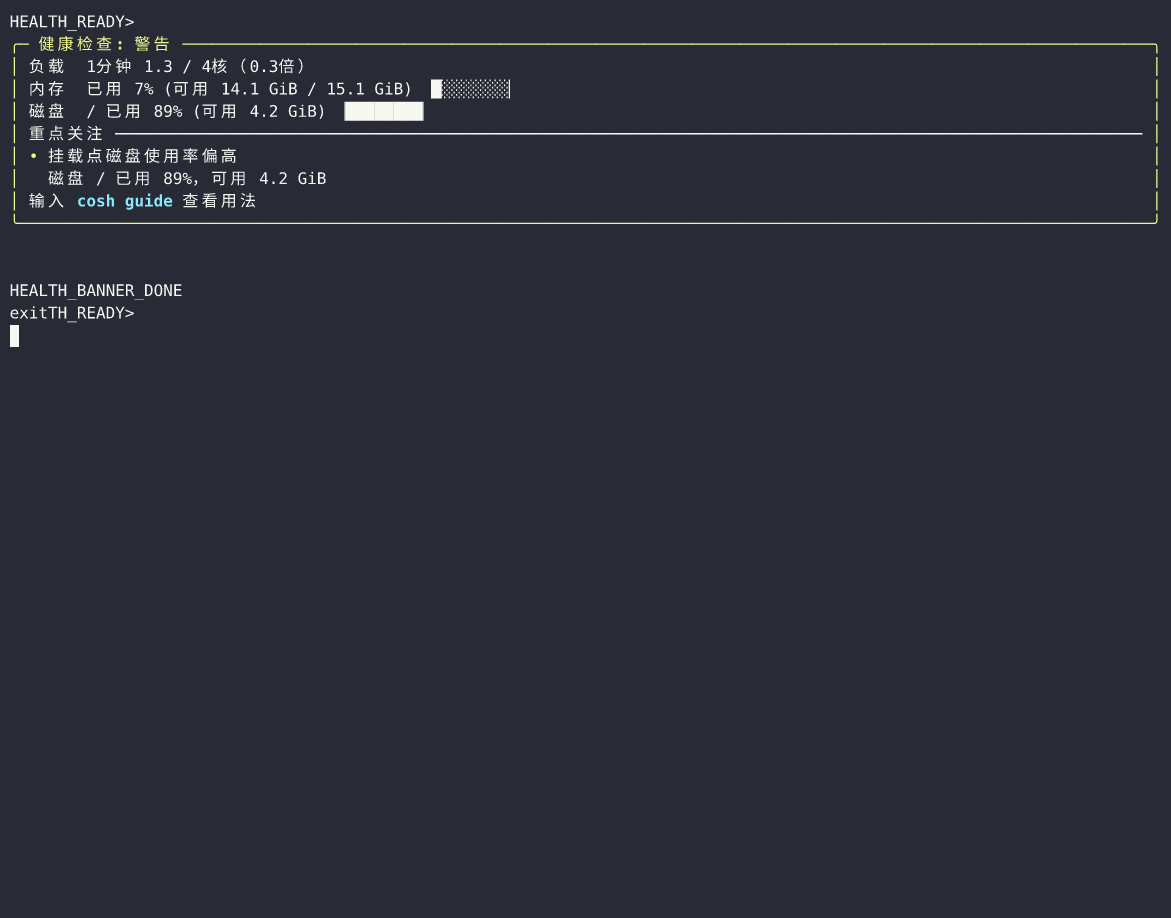 HEALTH_READY>
健康检查: 警告
负载 1分钟 1.3 / 4核（0.3倍）
内存 已用 7% (可用 14.1 GiB / 15.1 GiB)
磁盘 / 已用 89% (可用 4.2 GiB)
重点关注
• 挂载点磁盘使用率偏高
磁盘 / 已用 89%，可用 4.2 GiB
输入 cosh guide 查看用法
HEALTH_BANNER_DONE
exitTH_READY>